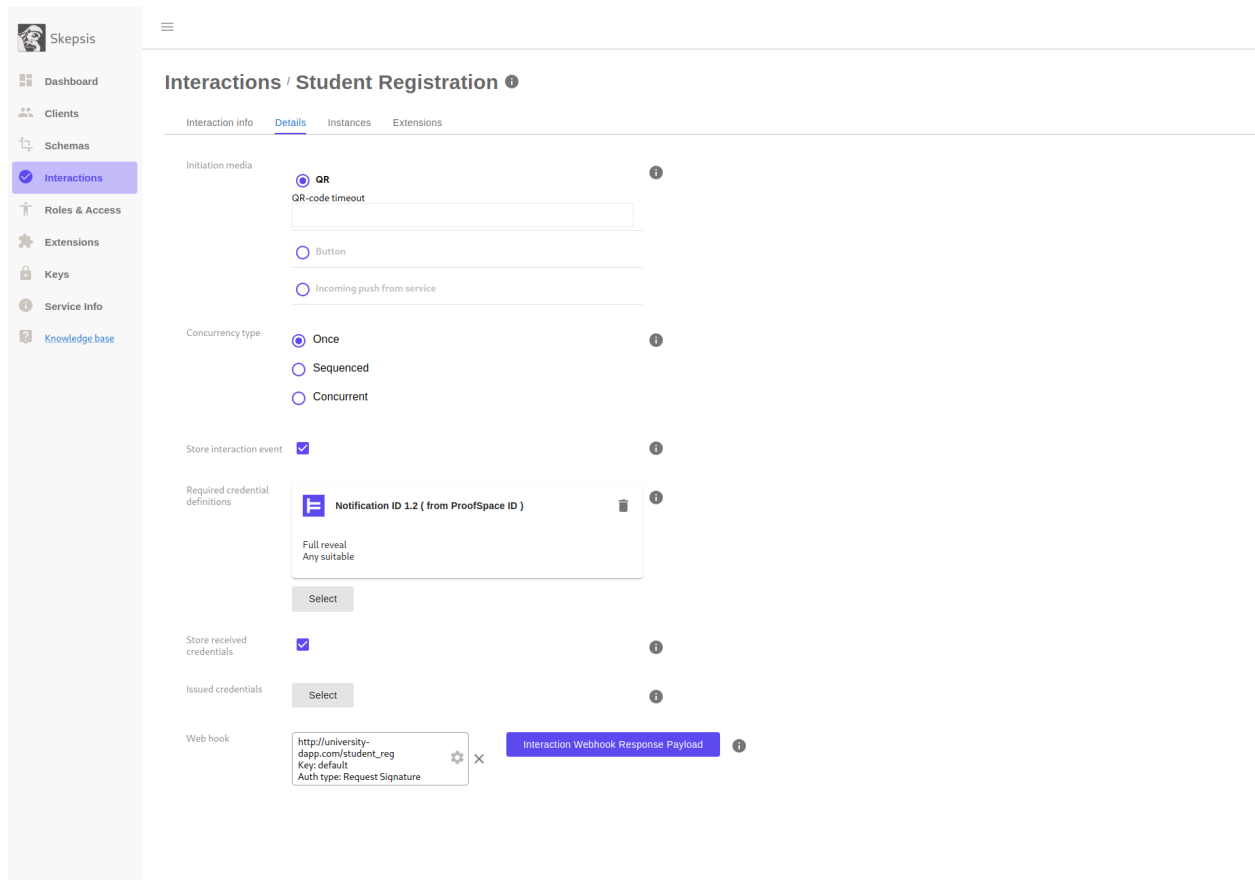 Skepsis
Dashboard
Clients
Schemas
Interactions
Roles & Access
Extensions
Keys
Service Info
Knowledge base
Interactions / Student Registration
Interaction info Details Instances Extensions
Initiation media
QR
QR-code timeout
Button
Incoming push from service
Concurrency type
Once
Sequenced
Concurrent
Store interaction event
Required credential
definitions
Notification ID 1.2 ( from ProofSpace ID )
Full reveal
Any suitable
Select
Store received
credentials
Issued credentials
Select
Web hook
http://university-
dapp.com/student_reg
Key: default
Auth type: Request Signature
Interaction Webhook Response Payload